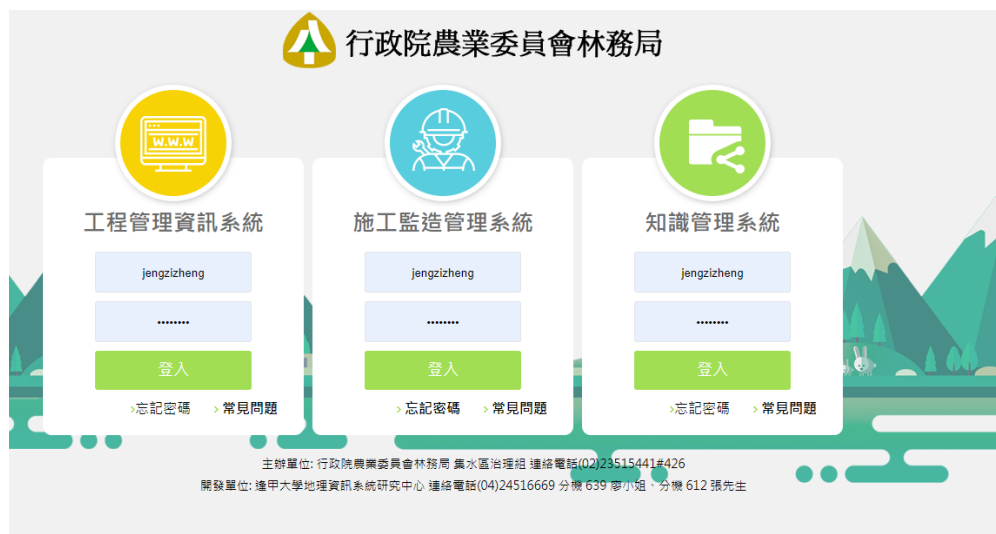 行政院農業委員會林務局
W.W.W
工程管理資訊系統
施工監造管理系統
知識管理系統
jengzizheng
jengzizheng
jengzizheng
••••••••
••••••••
••••••••
登入
登入
登入
›忘記密碼 ›常見問題
›忘記密碼 ›常見問題
›忘記密碼 ›常見問題
主辦單位: 行政院農業委員會林務局 集水區治理組 連絡電話(02)23515441#426
開發單位: 逢甲大學地理資訊系統研究中心 連絡電話(04)24516669 分機 639 廖小姐、分機 612 張先生